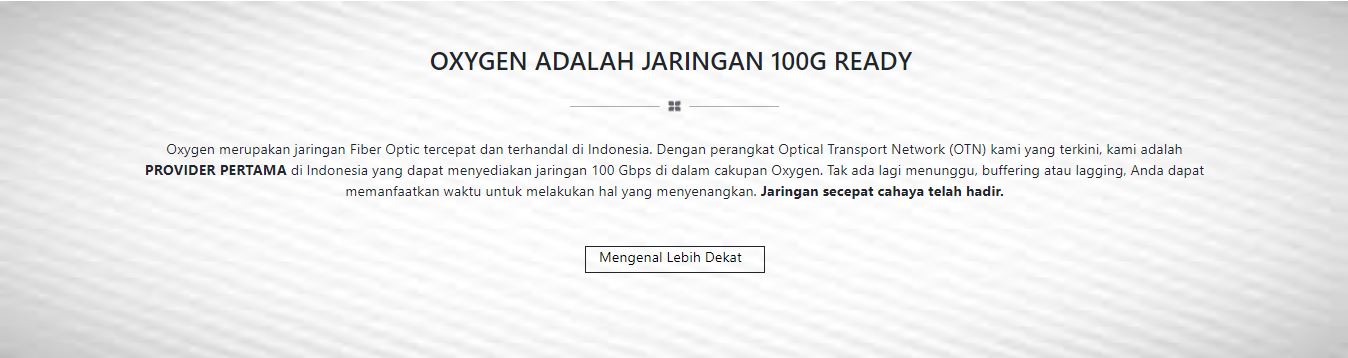 OXYGEN ADALAH JARINGAN 100G READY
Oxygen merupakan jaringan Fiber Optic tercepat dan terhandal di Indonesia. Dengan perangkat Optical Transport Network (OTN) kami yang terkini, kami adalah
PROVIDER PERTAMA di Indonesia yang dapat menyediakan jaringan 100 Gbps di dalam cakupan Oxygen. Tak ada lagi menunggu, buffering atau lagging, Anda dapat
memanfaatkan waktu untuk melakukan hal yang menyenangkan. Jaringan secepat cahaya telah hadir.
Mengenal Lebih Dekat